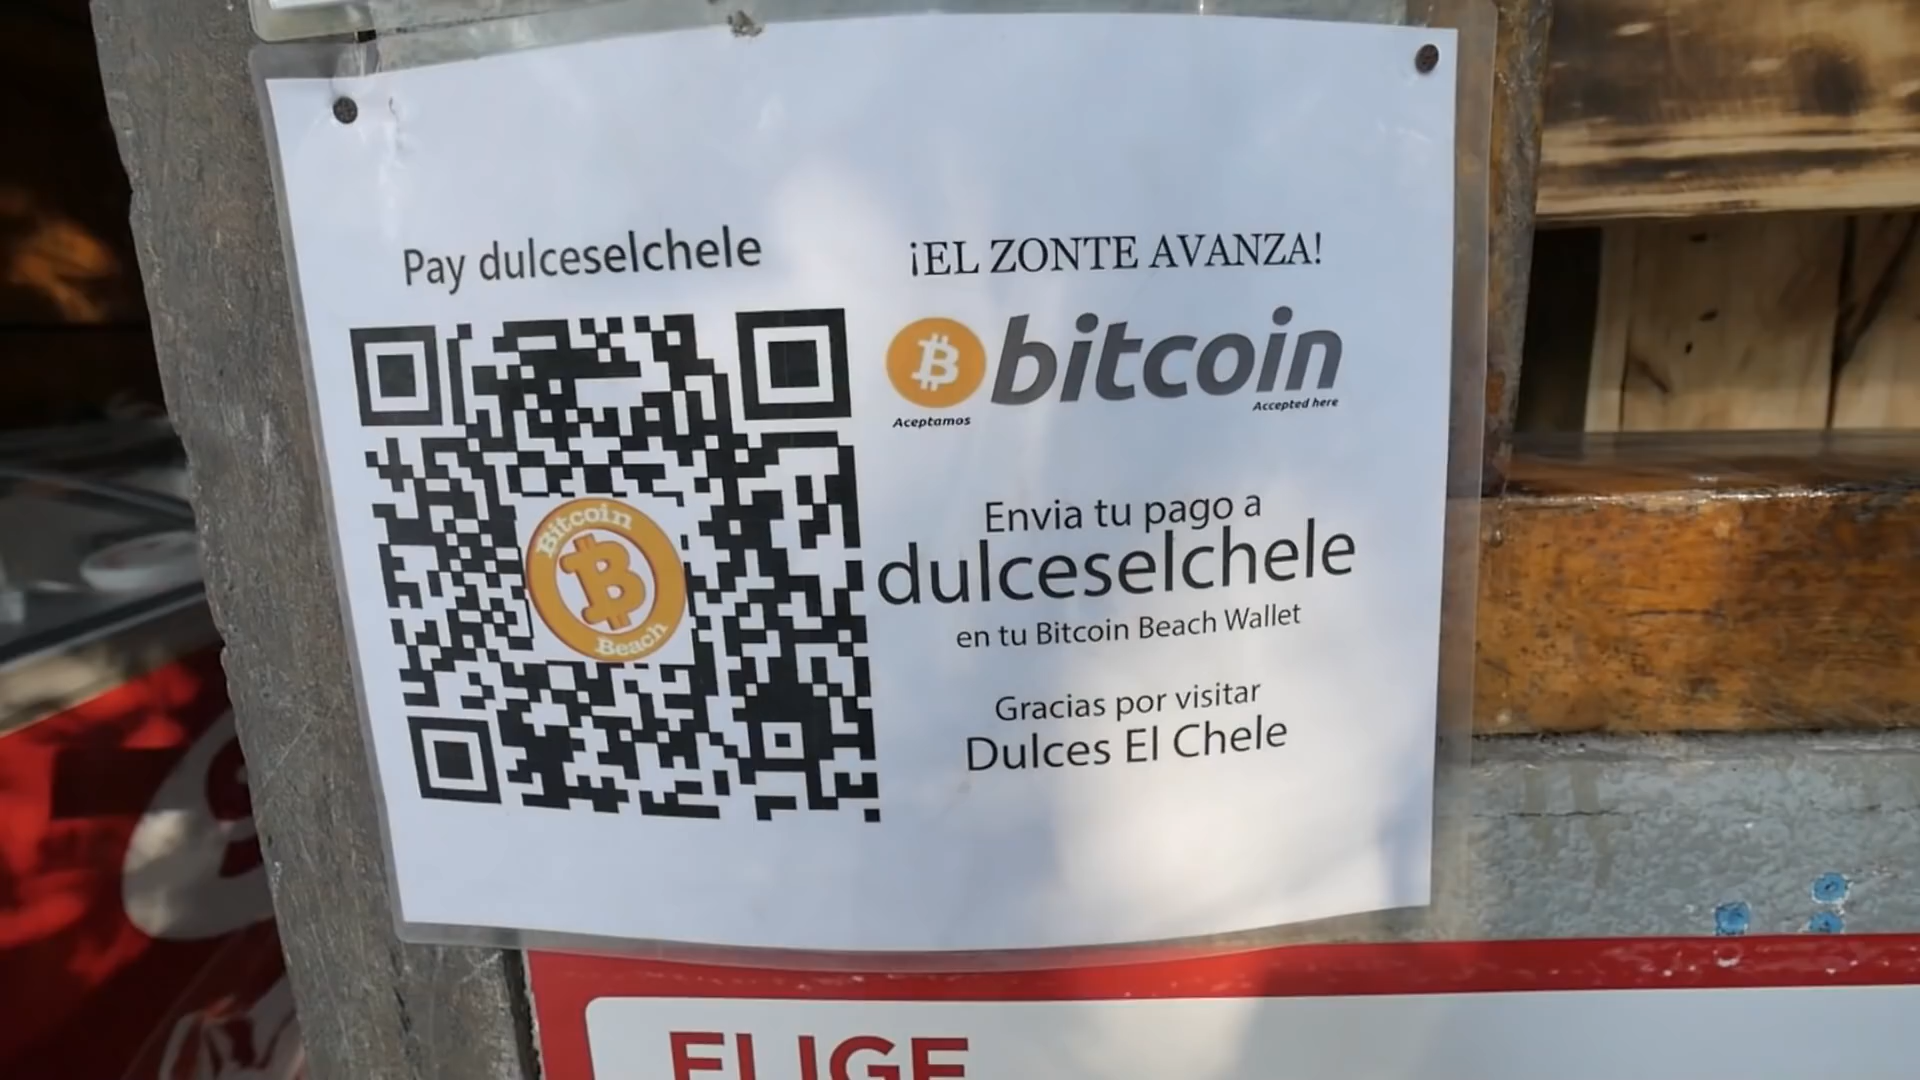 Pay dulceselchele
Bitcoin
Beach
¡EL ZONTE AVANZA!
bitcoin
Aceptamos
Accepted here
Envia tu pago a
dulceselchele
en tu Bitcoin Beach Wallet
Gracias por visitar
Dulces El Chele
ELIGE